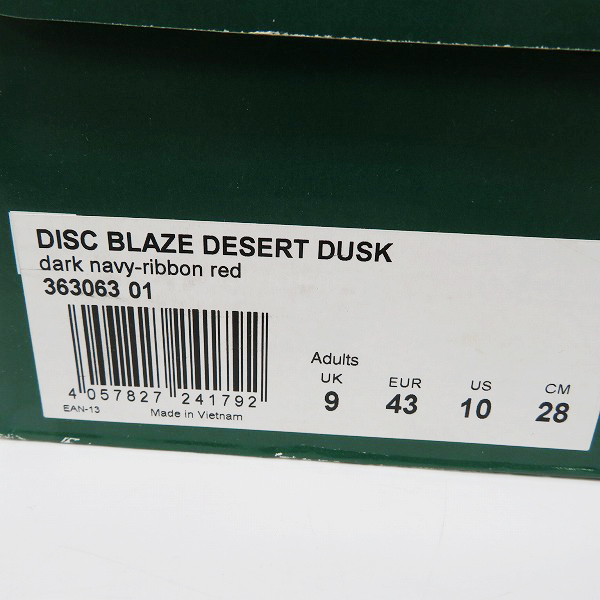 DISC BLAZE DESERT DUSK
dark navy-ribbon red
363063 01
4 057827 241792
EAN-13
Made in Vietnam
Adults
UK EUR US CM
9 43 10 28